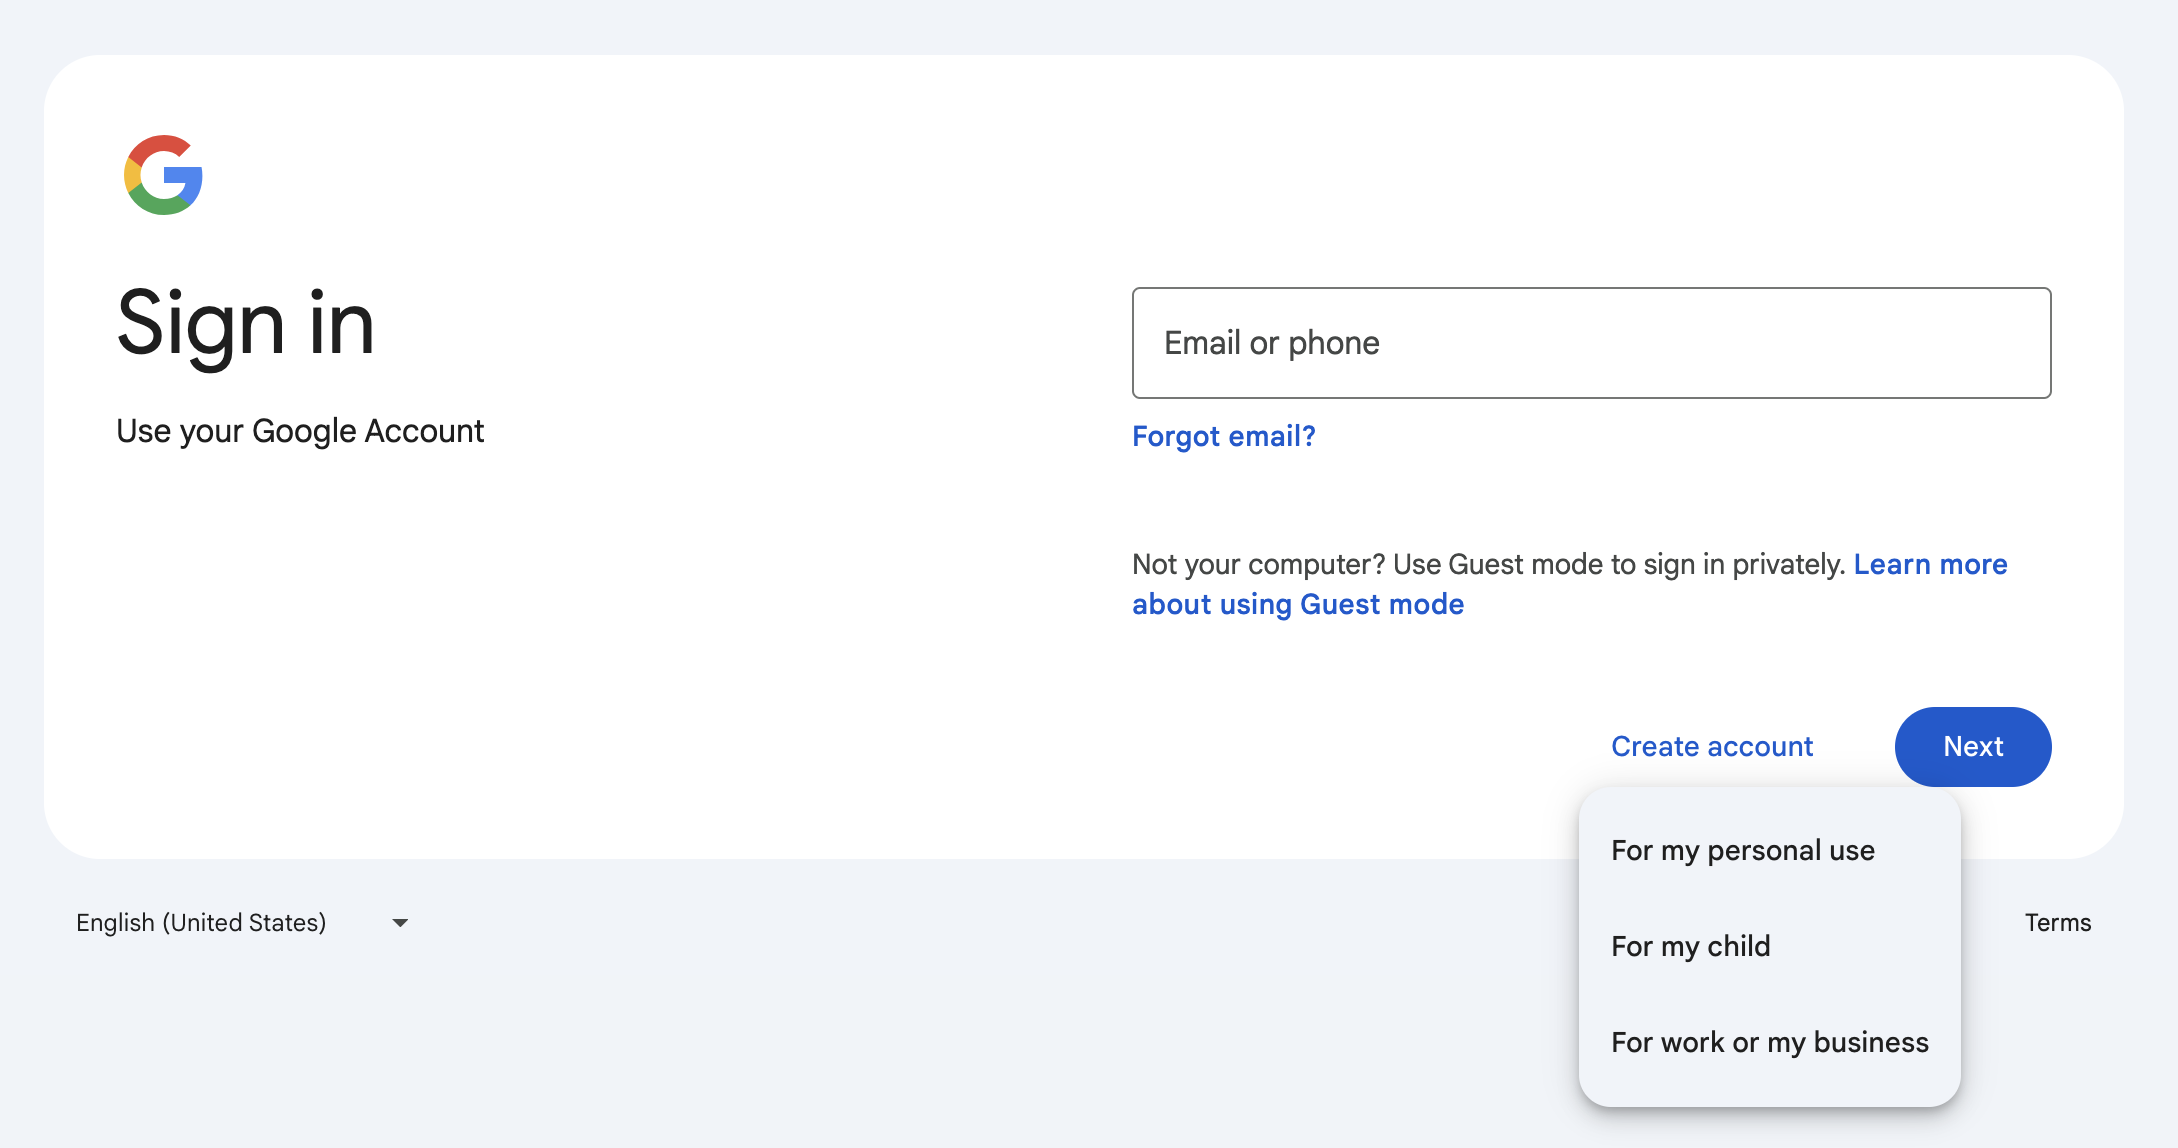 Sign in
Use your Google Account
Email or phone
Forgot email?
Not your computer? Use Guest mode to sign in privately. Learn more
about using Guest mode
Create account
Next
For my personal use
For my child
For work or my business
English (United States)
Terms